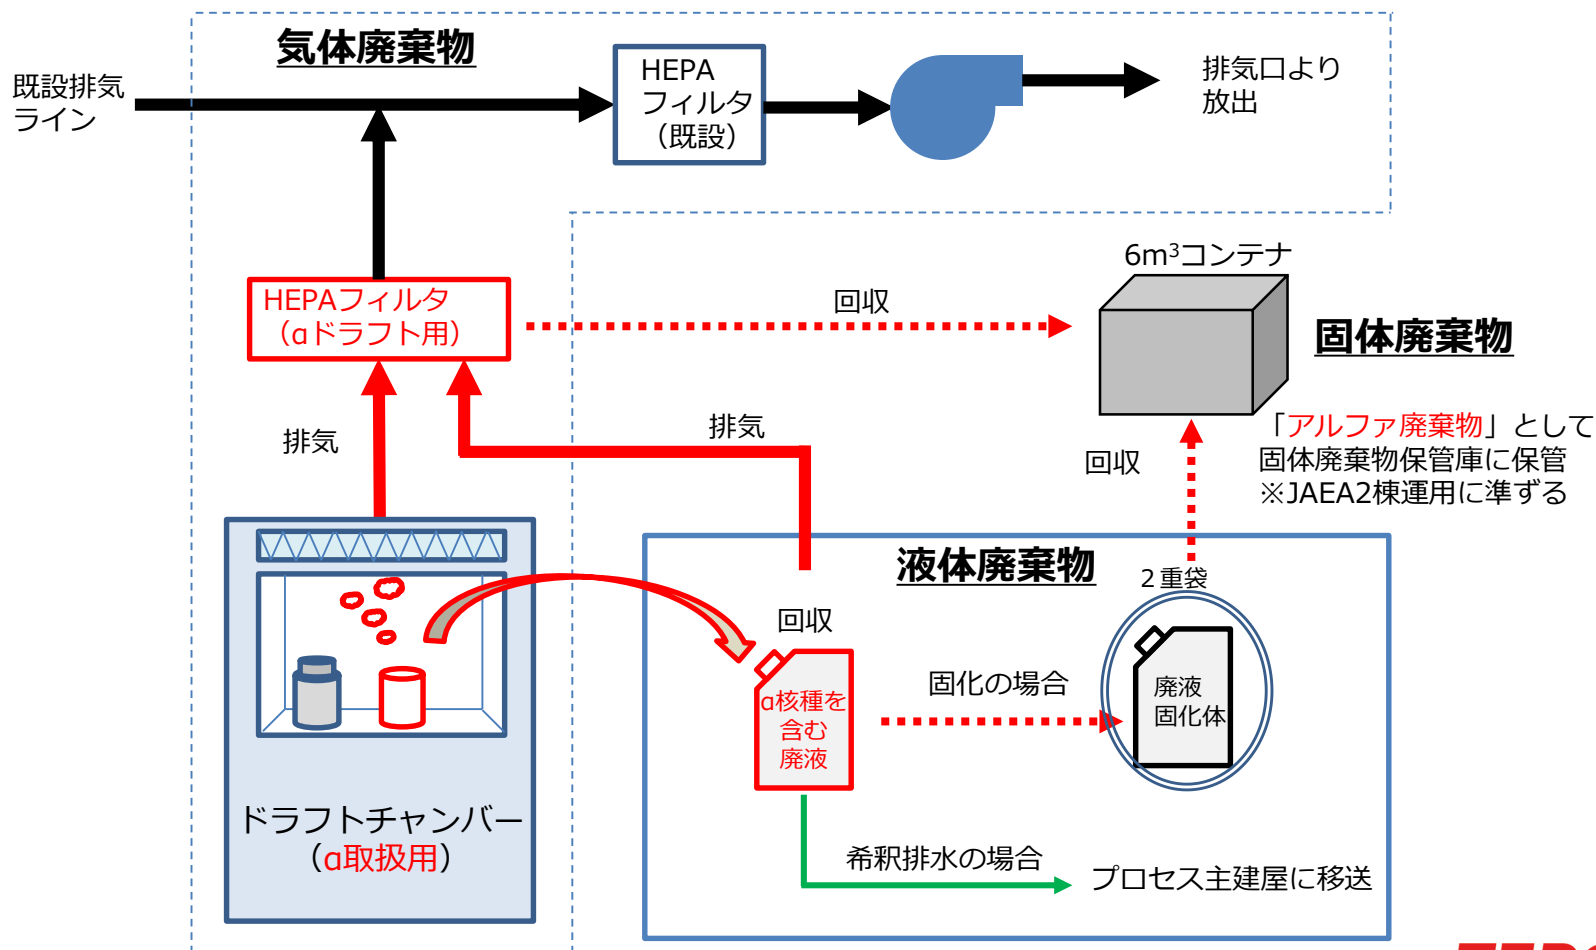 気体廃棄物
既設排気
ライン
HEPA
フィルタ
（既設）
排気口より
放出
HEPAフィルタ
（αドラフト用）
回収
6m³コンテナ
固体廃棄物
「アルファ廃棄物」として
固体廃棄物保管庫に保管
※JAEA2棟運用に準ずる
排気
排気
回収
液体廃棄物
２重袋
回収
α核種を
含む
廃液
固化の場合
廃液
固化体
ドラフトチャンバー
（α取扱用）
希釈排水の場合
プロセス主建屋に移送